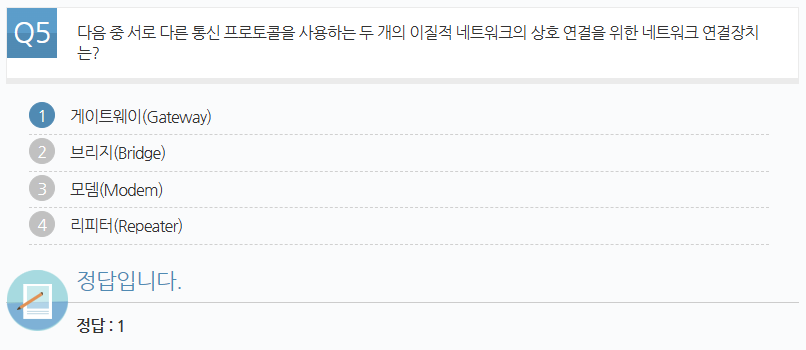 Q5
다음 중 서로 다른 통신 프로토콜을 사용하는 두 개의 이질적 네트워크의 상호 연결을 위한 네트워크 연결장치
는?
1 게이트웨이(Gateway)
2 브리지(Bridge)
3 모뎀(Modem)
4 리피터(Repeater)
정답입니다.
정답 : 1